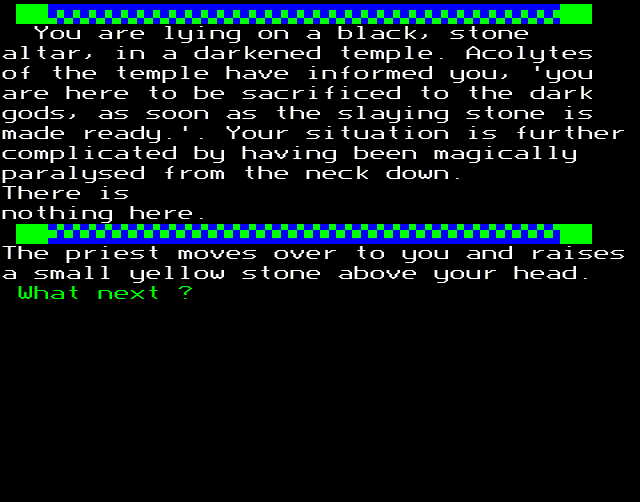 You are lying on a black, stone
altar, in a darkened temple. Acolytes
of the temple have informed you, 'you
are here to be sacrificed to the dark
gods, as soon as the slaying stone is
made ready.'. Your situation is further
complicated by having been magically
paralysed from the neck down.
There is
nothing here.
The priest moves over to you and raises
a small yellow stone above your head.
What next ?